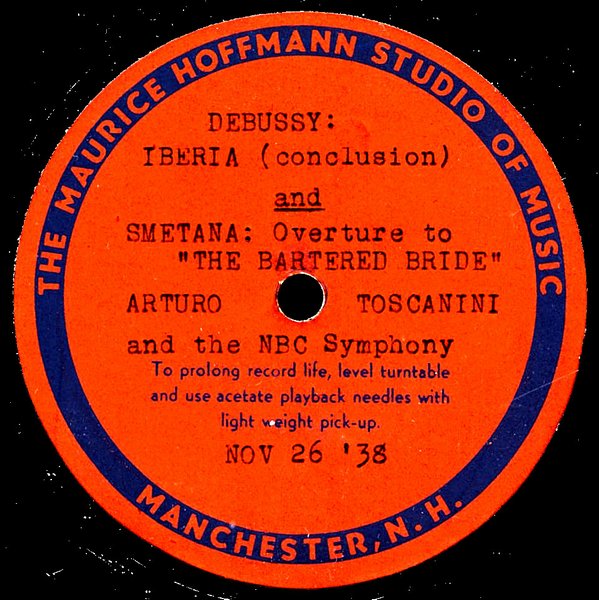 THE MAURICE HOFFMANN STUDIO OF MUSIC
DEBUSSY:
IBERIA (conclusion)
and
SMETANA: Overture to
"THE BARTERED BRIDE"
ARTURO TOSCANINI
and the NBC Symphony
To prolong record life, level turntable
and use acetate playback needles with
light weight pick-up.
NOV 26 '38
MANCHESTER, N. H.